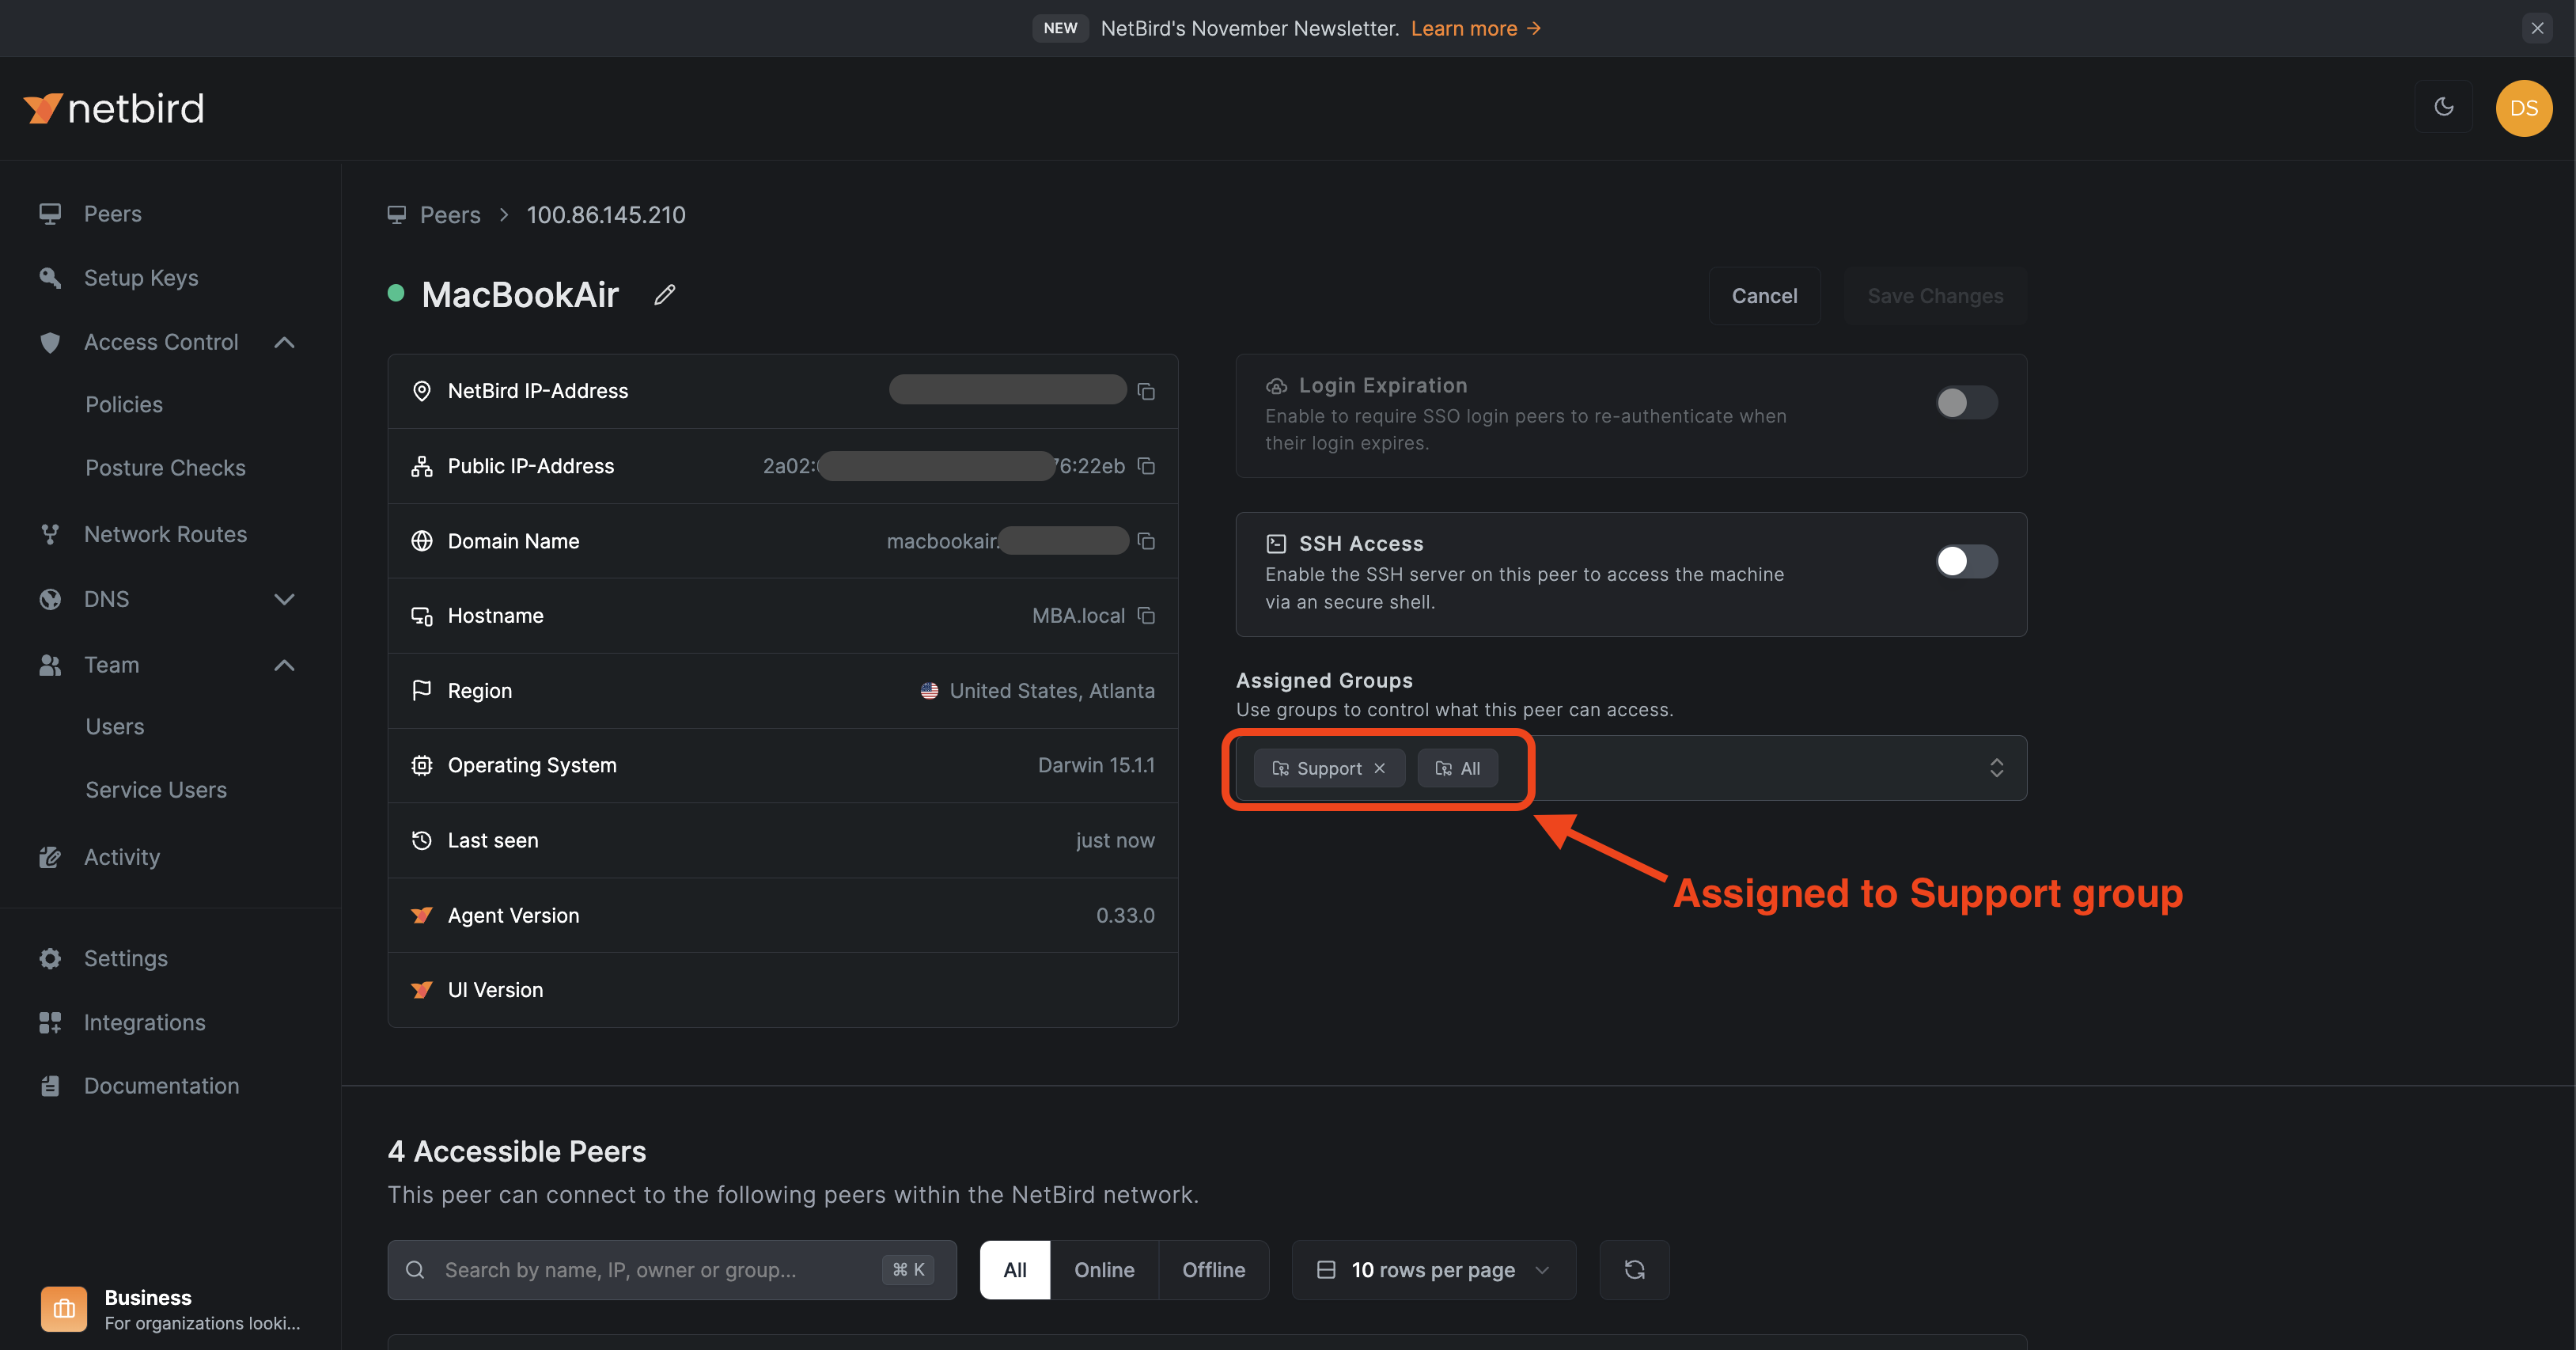 NEW NetBird's November Newsletter. Learn more →
netbird
DS
Peers
Setup Keys
Access Control
Policies
Posture Checks
Network Routes
DNS
Team
Users
Service Users
Activity
Settings
Integrations
Documentation
Business
For organizations looki...
Peers > 100.86.145.210
MacBookAir
Cancel
Save Changes
NetBird IP-Address
Public IP-Address 2a02: 76:22eb
Domain Name macbookair.
Hostname MBA.local
Region United States, Atlanta
Operating System Darwin 15.1.1
Last seen just now
Agent Version 0.33.0
UI Version
Login Expiration
Enable to require SSO login peers to re-authenticate when
their login expires.
SSH Access
Enable the SSH server on this peer to access the machine
via an secure shell.
Assigned Groups
Use groups to control what this peer can access.
Support × All
Assigned to Support group
4 Accessible Peers
This peer can connect to the following peers within the NetBird network.
Search by name, IP, owner or group... ⌘ K
All Online Offline
10 rows per page